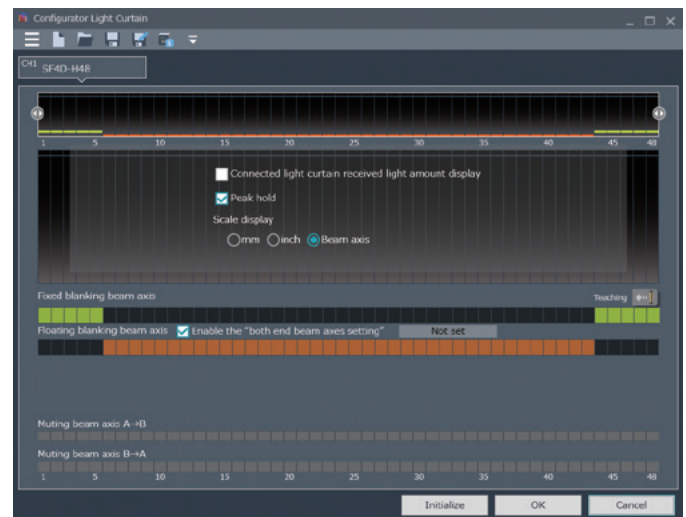 Configurator Light Curtain
CH1 SF4D-H48
1 5 10 15 20 25 30 35 40 45 48
Connected light curtain received light amount display
Peak hold
Scale display
mm inch Beam axis
Fixed blanking beam axis Teaching
Floating blanking beam axis Enable the "both end beam axes setting" Not set
Muting beam axis A→B
Muting beam axis B→A
1 5 10 15 20 25 30 35 40 45 48
Initialize OK Cancel